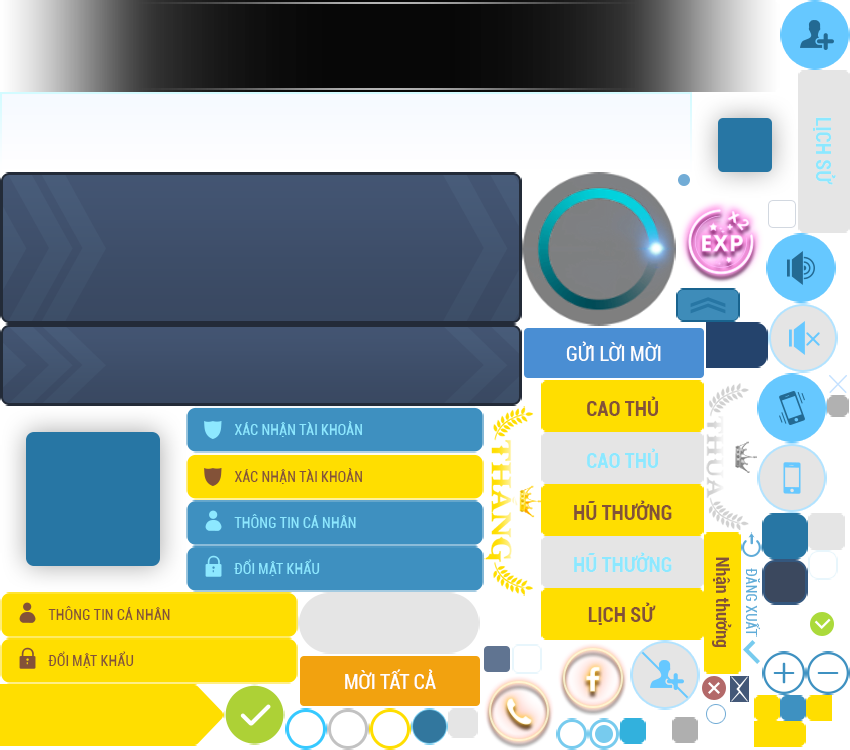 LỊCH SỬ
X2
EXP
GỬI LỜI MỜI
CAO THỦ
CAO THỦ
HŨ THƯỞNG
HŨ THƯỞNG
LỊCH SỬ
XÁC NHẬN TÀI KHOẢN
XÁC NHẬN TÀI KHOẢN
THÔNG TIN CÁ NHÂN
ĐỔI MẬT KHẨU
THẮNG
THUA
Nhận thưởng
ĐĂNG XUẤT
THÔNG TIN CÁ NHÂN
ĐỔI MẬT KHẨU
MỜI TẤT CẢ
f